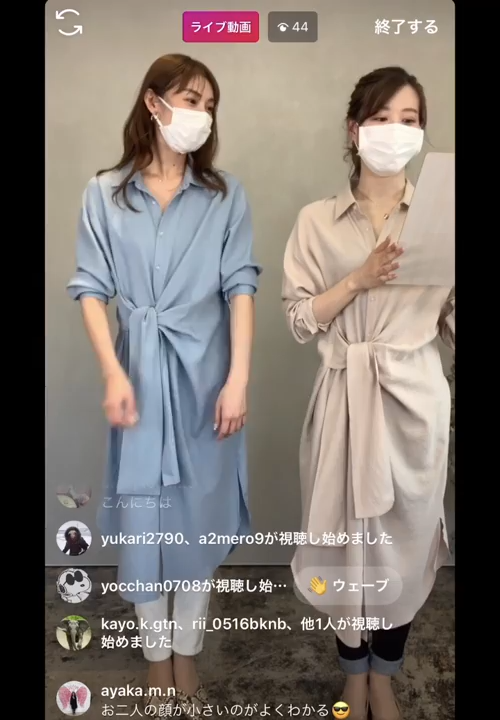 ライブ動画 44 終了する
こんにちは
yukari2790、a2mero9が視聴し始めました
yocchan0708が視聴し始… 👋 ウェーブ
kayo.k.gtn、rii_0516bknb、他1人が視聴し
始めました
ayaka.m.n
お二人の顔が小さいのがよくわかる😎